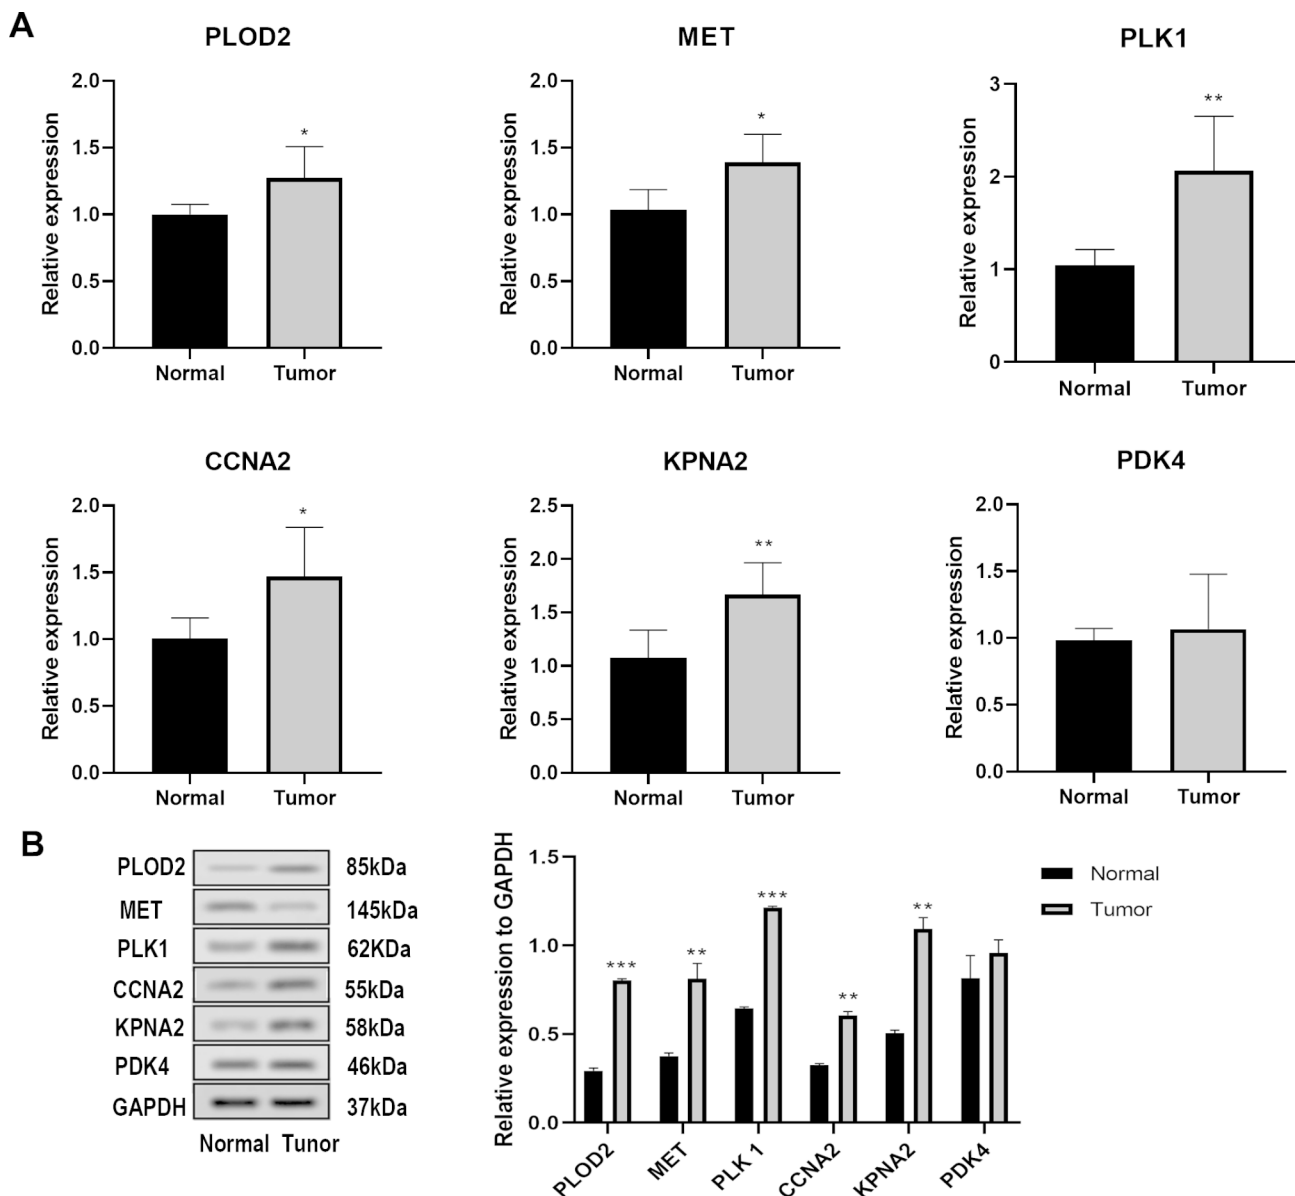 A
PLOD2
Relative expression
2.0
1.5
1.0
0.5
0.0
*
Normal Tumor
MET
Relative expression
2.0
1.5
1.0
0.5
0.0
*
Normal Tumor
PLK1
Relative expression
3
2
1
0
**
Normal Tumor
CCNA2
Relative expression
2.0
1.5
1.0
0.5
0.0
*
Normal Tumor
KPNA2
Relative expression
2.5
2.0
1.5
1.0
0.5
0.0
**
Normal Tumor
PDK4
Relative expression
2.0
1.5
1.0
0.5
0.0
Normal Tumor
B
PLOD2 85kDa
MET 145kDa
PLK1 62KDa
CCNA2 55kDa
KPNA2 58kDa
PDK4 46kDa
GAPDH 37kDa
Normal Tunor
Relative expression to GAPDH
1.5
1.0
0.5
0.0
*** ** *** ** **
PLOD2 MET PLK 1 CCNA2 KPNA2 PDK4
Normal
Tumor